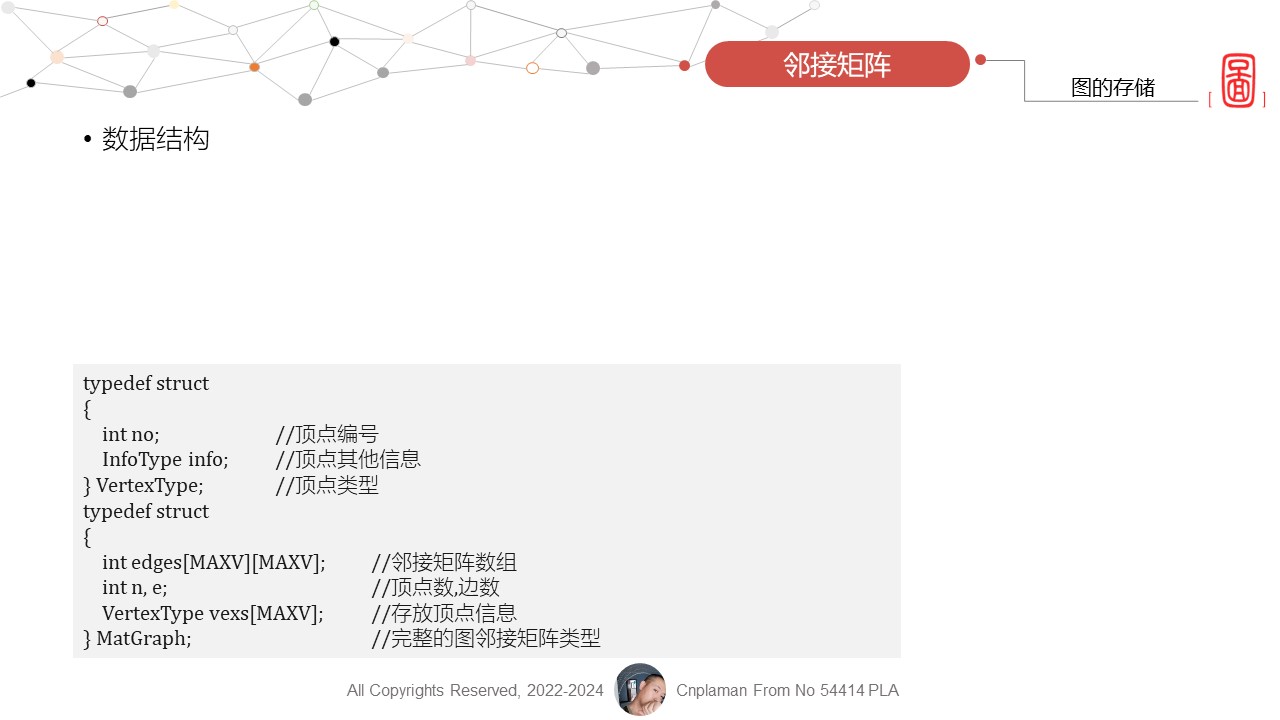 邻接矩阵
图的存储
[ 图 ]
• 数据结构
typedef struct
{
int no; //顶点编号
InfoType info; //顶点其他信息
} VertexType; //顶点类型
typedef struct
{
int edges[MAXV][MAXV]; //邻接矩阵数组
int n, e; //顶点数,边数
VertexType vexs[MAXV]; //存放顶点信息
} MatGraph; //完整的图邻接矩阵类型
All Copyrights Reserved, 2022-2024 Cnplaman From No 54414 PLA